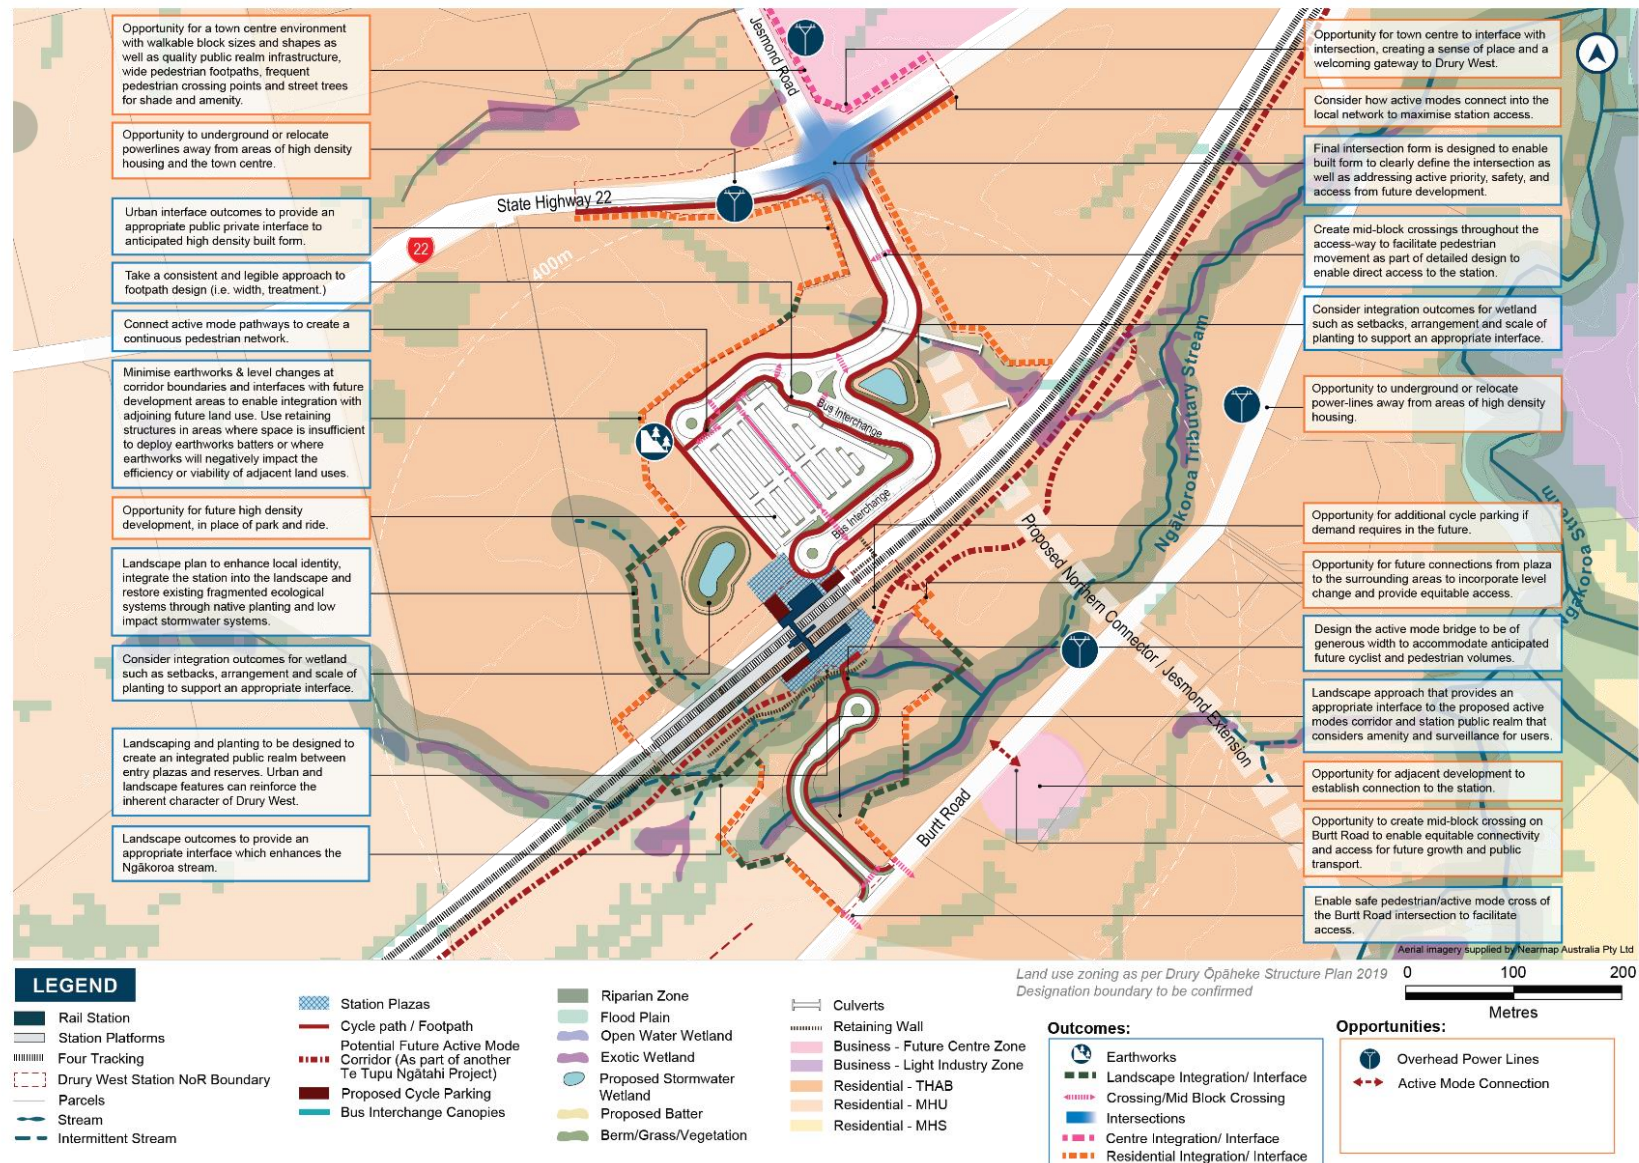 Opportunity for a town centre environment
with walkable block sizes and shapes as
well as quality public realm infrastructure,
wide pedestrian footpaths, frequent
pedestrian crossing points and street trees
for shade and amenity.
Opportunity to underground or relocate
powerlines away from areas of high density
housing and the town centre.
Urban interface outcomes to provide an
appropriate public private interface to
anticipated high density built form.
Take a consistent and legible approach to
footpath design (i.e. width, treatment.)
Connect active mode pathways to create a
continuous pedestrian network.
Minimise earthworks & level changes at
corridor boundaries and interfaces with future
development areas to enable integration with
adjoining future land use. Use retaining
structures in areas where space is insufficient
to deploy earthworks batters or where
earthworks will negatively impact the
efficiency or viability of adjacent land uses.
Opportunity for future high density
development, in place of park and ride.
Landscape plan to enhance local identity,
integrate the station into the landscape and
restore existing fragmented ecological
systems through native planting and low
impact stormwater systems.
Consider integration outcomes for wetland
such as setbacks, arrangement and scale of
planting to support an appropriate interface.
Landscaping and planting to be designed to
create an integrated public realm between
entry plazas and reserves. Urban and
landscape features can reinforce the
inherent character of Drury West.
Landscape outcomes to provide an
appropriate interface which enhances the
Ngākoroa stream.
Jesmond Road
State Highway 22
22
400m
Bus Interchange
Bus Interchange
Ngākoroa Tributary Stream
Proposed Northern Connector / Jesmond Extension
Burtt Road
Ngakoroa Stream
Opportunity for town centre to interface with
intersection, creating a sense of place and a
welcoming gateway to Drury West.
Consider how active modes connect into the
local network to maximise station access.
Final intersection form is designed to enable
built form to clearly define the intersection as
well as addressing active priority, safety, and
access from future development.
Create mid-block crossings throughout the
access-way to facilitate pedestrian
movement as part of detailed design to
enable direct access to the station.
Consider integration outcomes for wetland
such as setbacks, arrangement and scale of
planting to support an appropriate interface.
Opportunity to underground or relocate
power-lines away from areas of high density
housing.
Opportunity for additional cycle parking if
demand requires in the future.
Opportunity for future connections from plaza
to the surrounding areas to incorporate level
change and provide equitable access.
Design the active mode bridge to be of
generous width to accommodate anticipated
future cyclist and pedestrian volumes.
Landscape approach that provides an
appropriate interface to the proposed active
modes corridor and station public realm that
considers amenity and surveillance for users.
Opportunity for adjacent development to
establish connection to the station.
Opportunity to create mid-block crossing on
Burtt Road to enable equitable connectivity
and access for future growth and public
transport.
Enable safe pedestrian/active mode cross of
the Burtt Road intersection to facilitate
access.
Aerial imagery supplied by Nearmap Australia Pty Ltd
LEGEND
Rail Station
Station Platforms
Four Tracking
Drury West Station NoR Boundary
Parcels
Stream
Intermittent Stream
Station Plazas
Cycle path / Footpath
Potential Future Active Mode
Corridor (As part of another
Te Tupu Ngātahi Project)
Proposed Cycle Parking
Bus Interchange Canopies
Riparian Zone
Flood Plain
Open Water Wetland
Exotic Wetland
Proposed Stormwater
Wetland
Proposed Batter
Berm/Grass/Vegetation
Culverts
Retaining Wall
Business - Future Centre Zone
Business - Light Industry Zone
Residential - THAB
Residential - MHU
Residential - MHS
Land use zoning as per Drury Ōpāheke Structure Plan 2019
Designation boundary to be confirmed
0 100 200
Metres
Outcomes:
Earthworks
Landscape Integration/ Interface
Crossing/Mid Block Crossing
Intersections
Centre Integration/ Interface
Residential Integration/ Interface
Opportunities:
Overhead Power Lines
Active Mode Connection